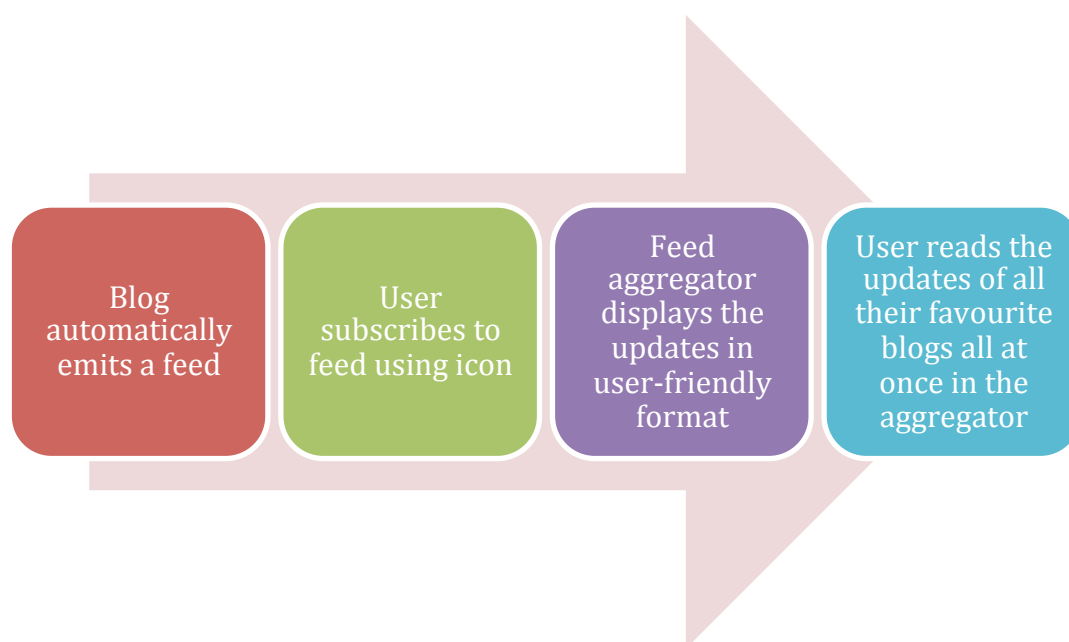 Blog
automatically
emits a feed
User
subscribes to
feed using icon
Feed
aggregator
displays the
updates in
user-friendly
format
User reads the
updates of all
their favourite
blogs all at
once in the
aggregator